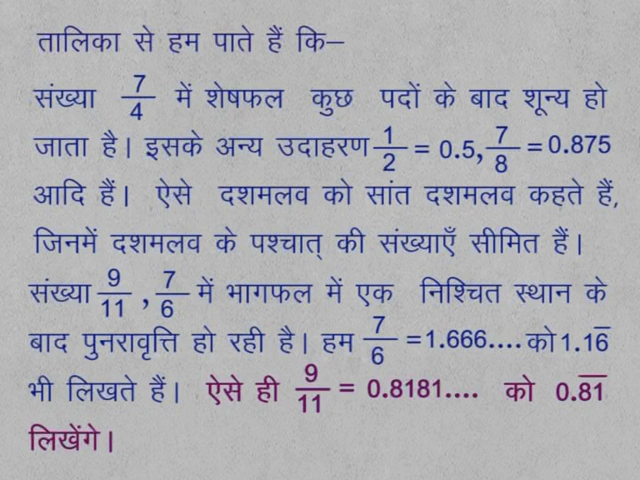 तालिका से हम पाते हैं कि–
संख्या 7/4 में शेषफल कुछ पदों के बाद शून्य हो
जाता है। इसके अन्य उदाहरण 1/2 = 0.5, 7/8 = 0.875
आदि हैं। ऐसे दशमलव को सांत दशमलव कहते हैं,
जिनमें दशमलव के पश्चात् की संख्याएँ सीमित हैं।
संख्या 9/11 , 7/6 में भागफल में एक निश्चित स्थान के
बाद पुनरावृत्ति हो रही है। हम 7/6 = 1.666.... को 1.16̅
भी लिखते हैं। ऐसे ही 9/11 = 0.8181.... को 0.8̅1̅
लिखेंगे।